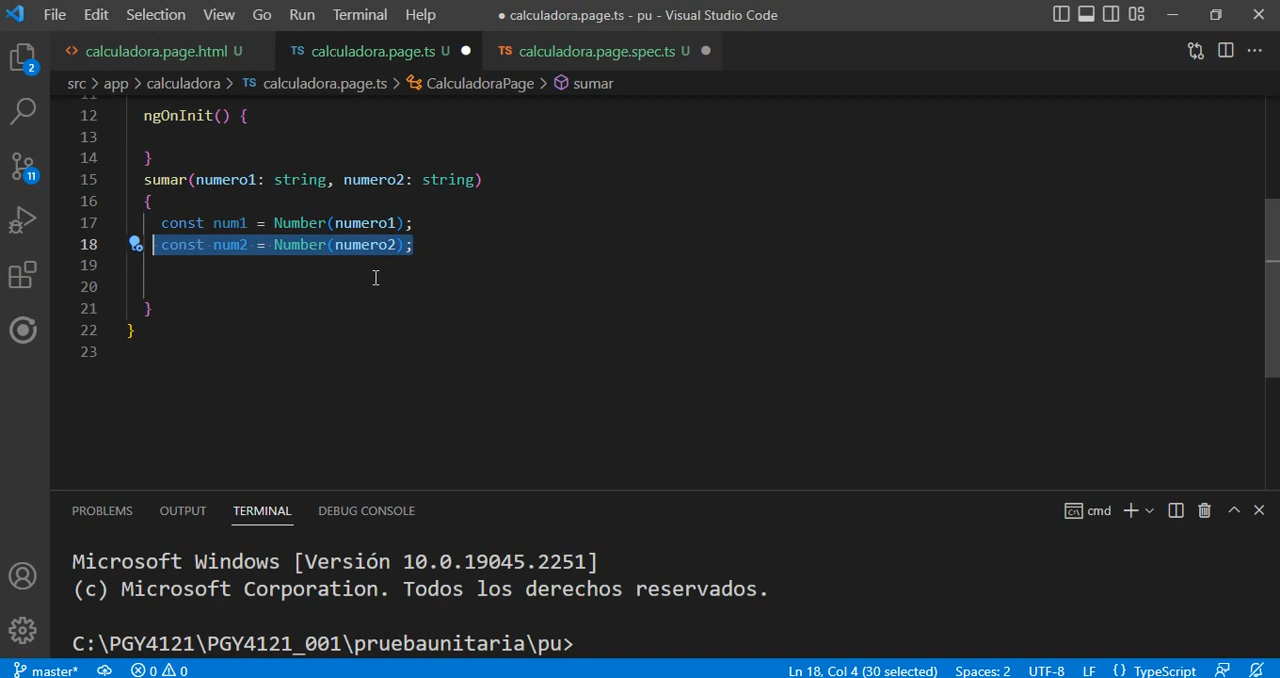 File Edit Selection View Go Run Terminal Help ● calculadora.page.ts - pu - Visual Studio Code
<> calculadora.page.html U TS calculadora.page.ts U ● TS calculadora.page.spec.ts U ●
src > app > calculadora > TS calculadora.page.ts > CalculadoraPage > sumar
11
12 ngOnInit() {
13
14 }
15 sumar(numero1: string, numero2: string)
16 {
17 const num1 = Number(numero1);
18 const num2 = Number(numero2);
19
20
21 }
22 }
23
2
11
PROBLEMS OUTPUT TERMINAL DEBUG CONSOLE cmd
Microsoft Windows [Versión 10.0.19045.2251]
(c) Microsoft Corporation. Todos los derechos reservados.
C:\PGY4121\PGY4121_001\pruebaunitaria\pu>
master* 0 0 Ln 18, Col 4 (30 selected) Spaces: 2 UTF-8 LF {} TypeScript